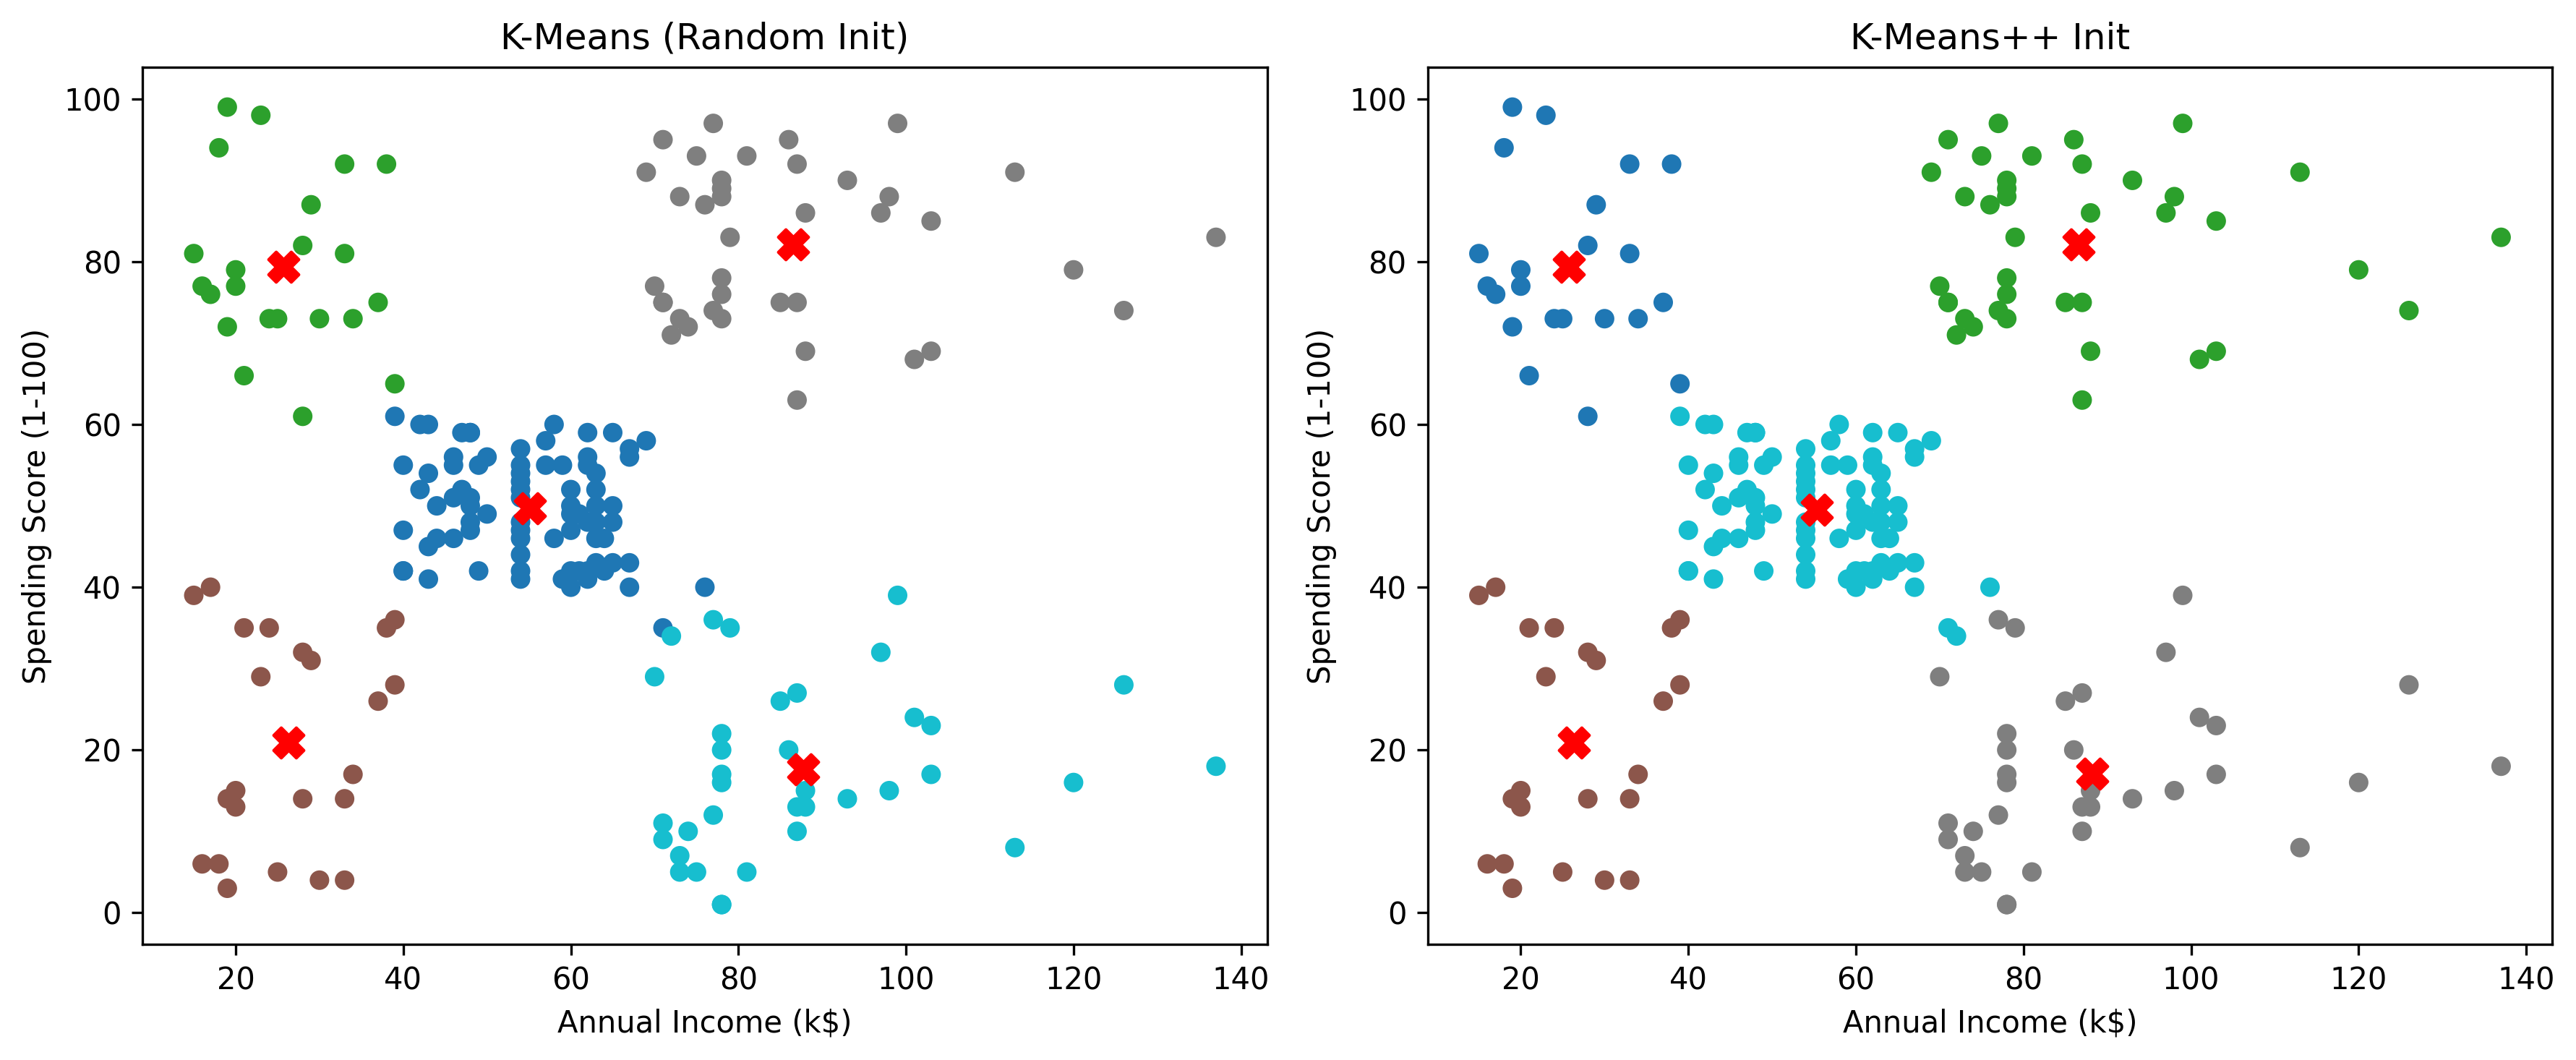 K-Means (Random Init)
100
80
60
40
20
0
Spending Score (1-100)
20 40 60 80 100 120 140
Annual Income (k$)
K-Means++ Init
100
80
60
40
20
0
Spending Score (1-100)
20 40 60 80 100 120 140
Annual Income (k$)